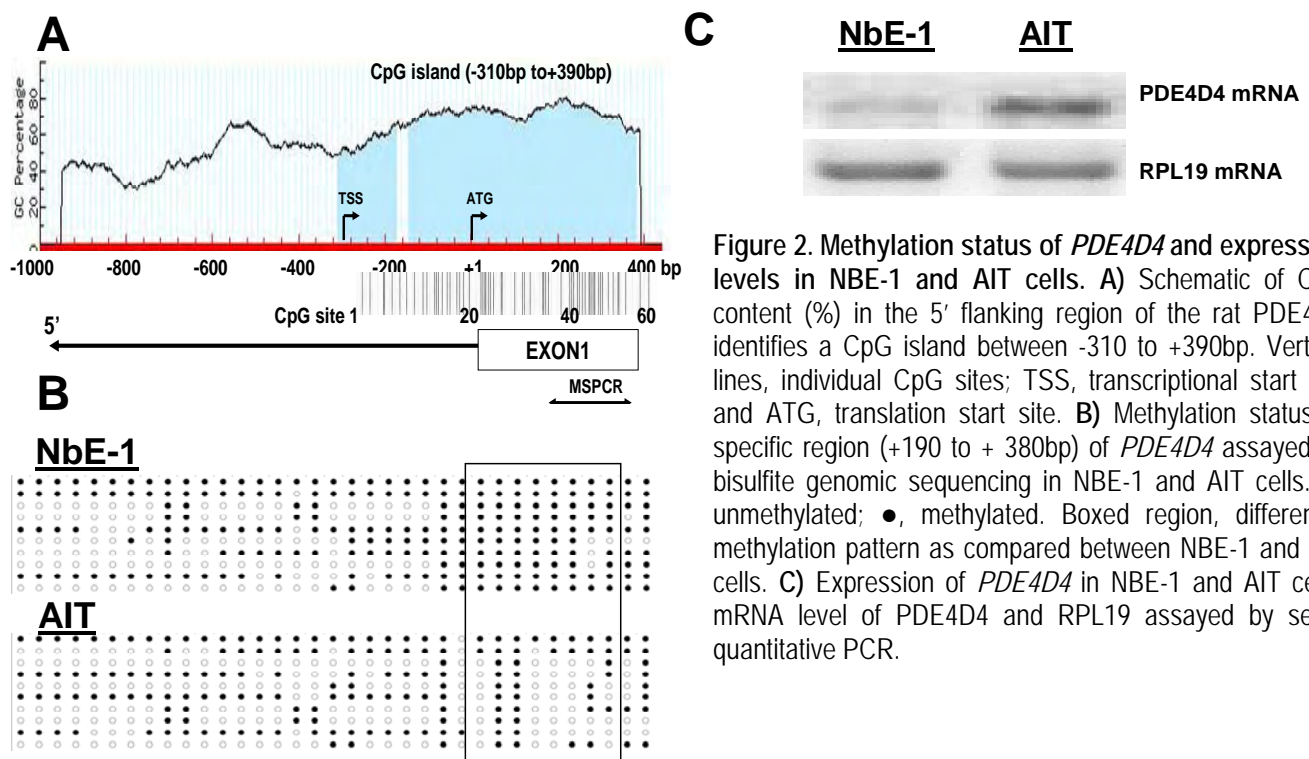 A
CpG island (-310bp to+390bp)
GC Percentage
0 20 40 60 80
TSS
ATG
-1000 -800 -600 -400 -200 +1 200 400 bp
CpG site 1 20 40 60
5'
EXON1
MSPCR
B
NbE-1
AIT
C
NbE-1 AIT
PDE4D4 mRNA
RPL19 mRNA
Figure 2. Methylation status of PDE4D4 and express
levels in NBE-1 and AIT cells. A) Schematic of C
content (%) in the 5′ flanking region of the rat PDE4
identifies a CpG island between -310 to +390bp. Vert
lines, individual CpG sites; TSS, transcriptional start
and ATG, translation start site. B) Methylation status
specific region (+190 to + 380bp) of PDE4D4 assayed
bisulfite genomic sequencing in NBE-1 and AIT cells.
unmethylated; ●, methylated. Boxed region, differen
methylation pattern as compared between NBE-1 and
cells. C) Expression of PDE4D4 in NBE-1 and AIT ce
mRNA level of PDE4D4 and RPL19 assayed by se
quantitative PCR.